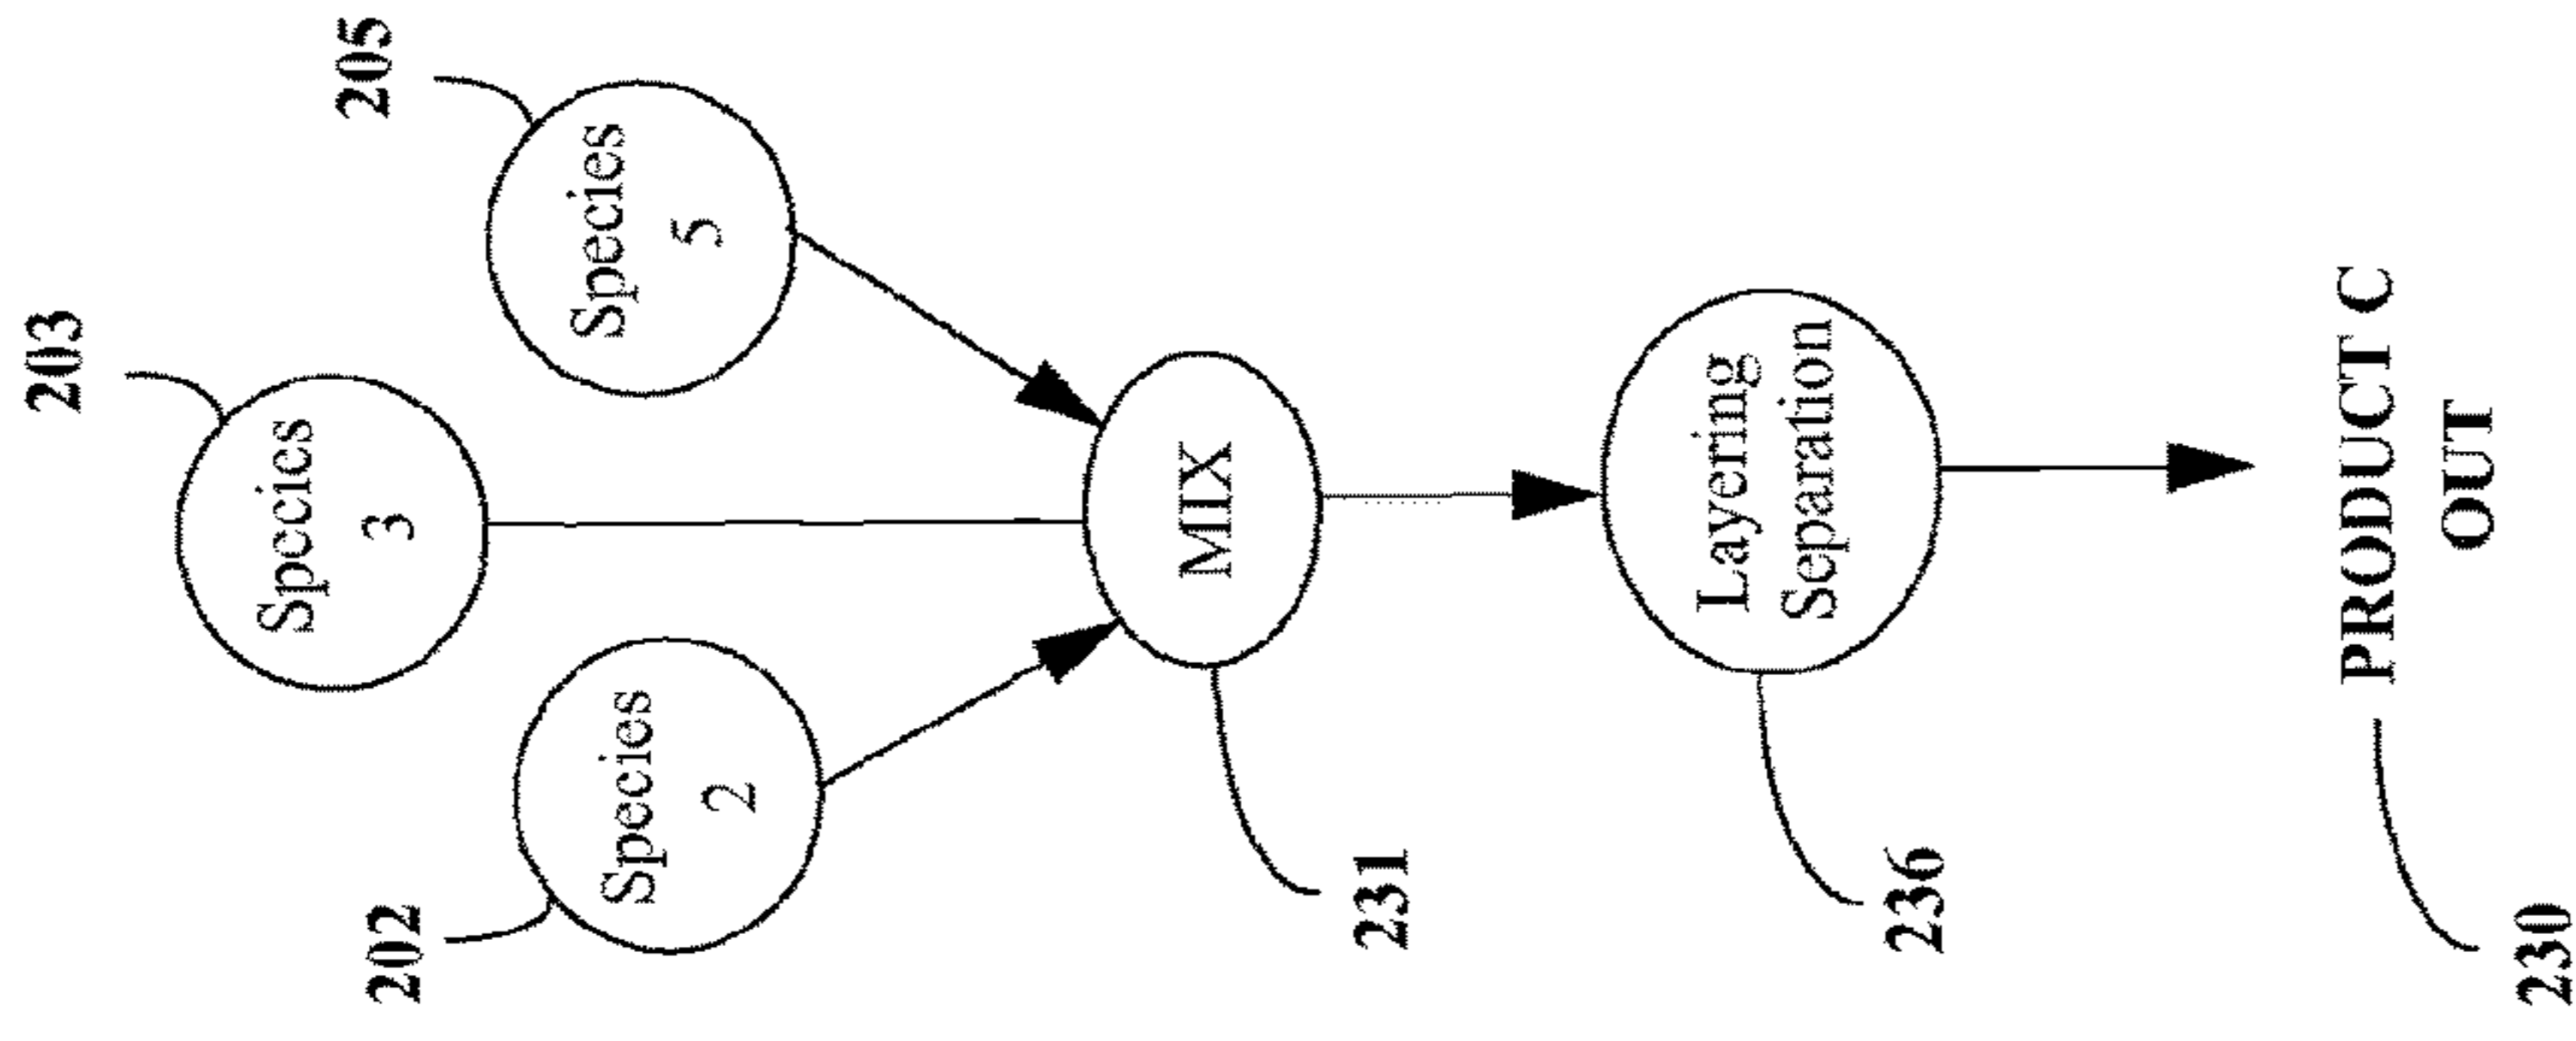 203
Species
3
202
205
Species
2
Species
5
MIX
231
Layering
Separation
236
PRODUCT C
OUT
230